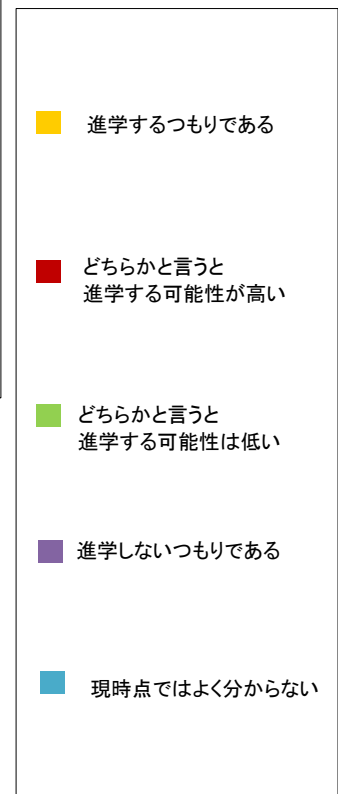 進学するつもりである
どちらかと言うと
進学する可能性が高い
どちらかと言うと
進学する可能性は低い
進学しないつもりである
現時点ではよく分からない